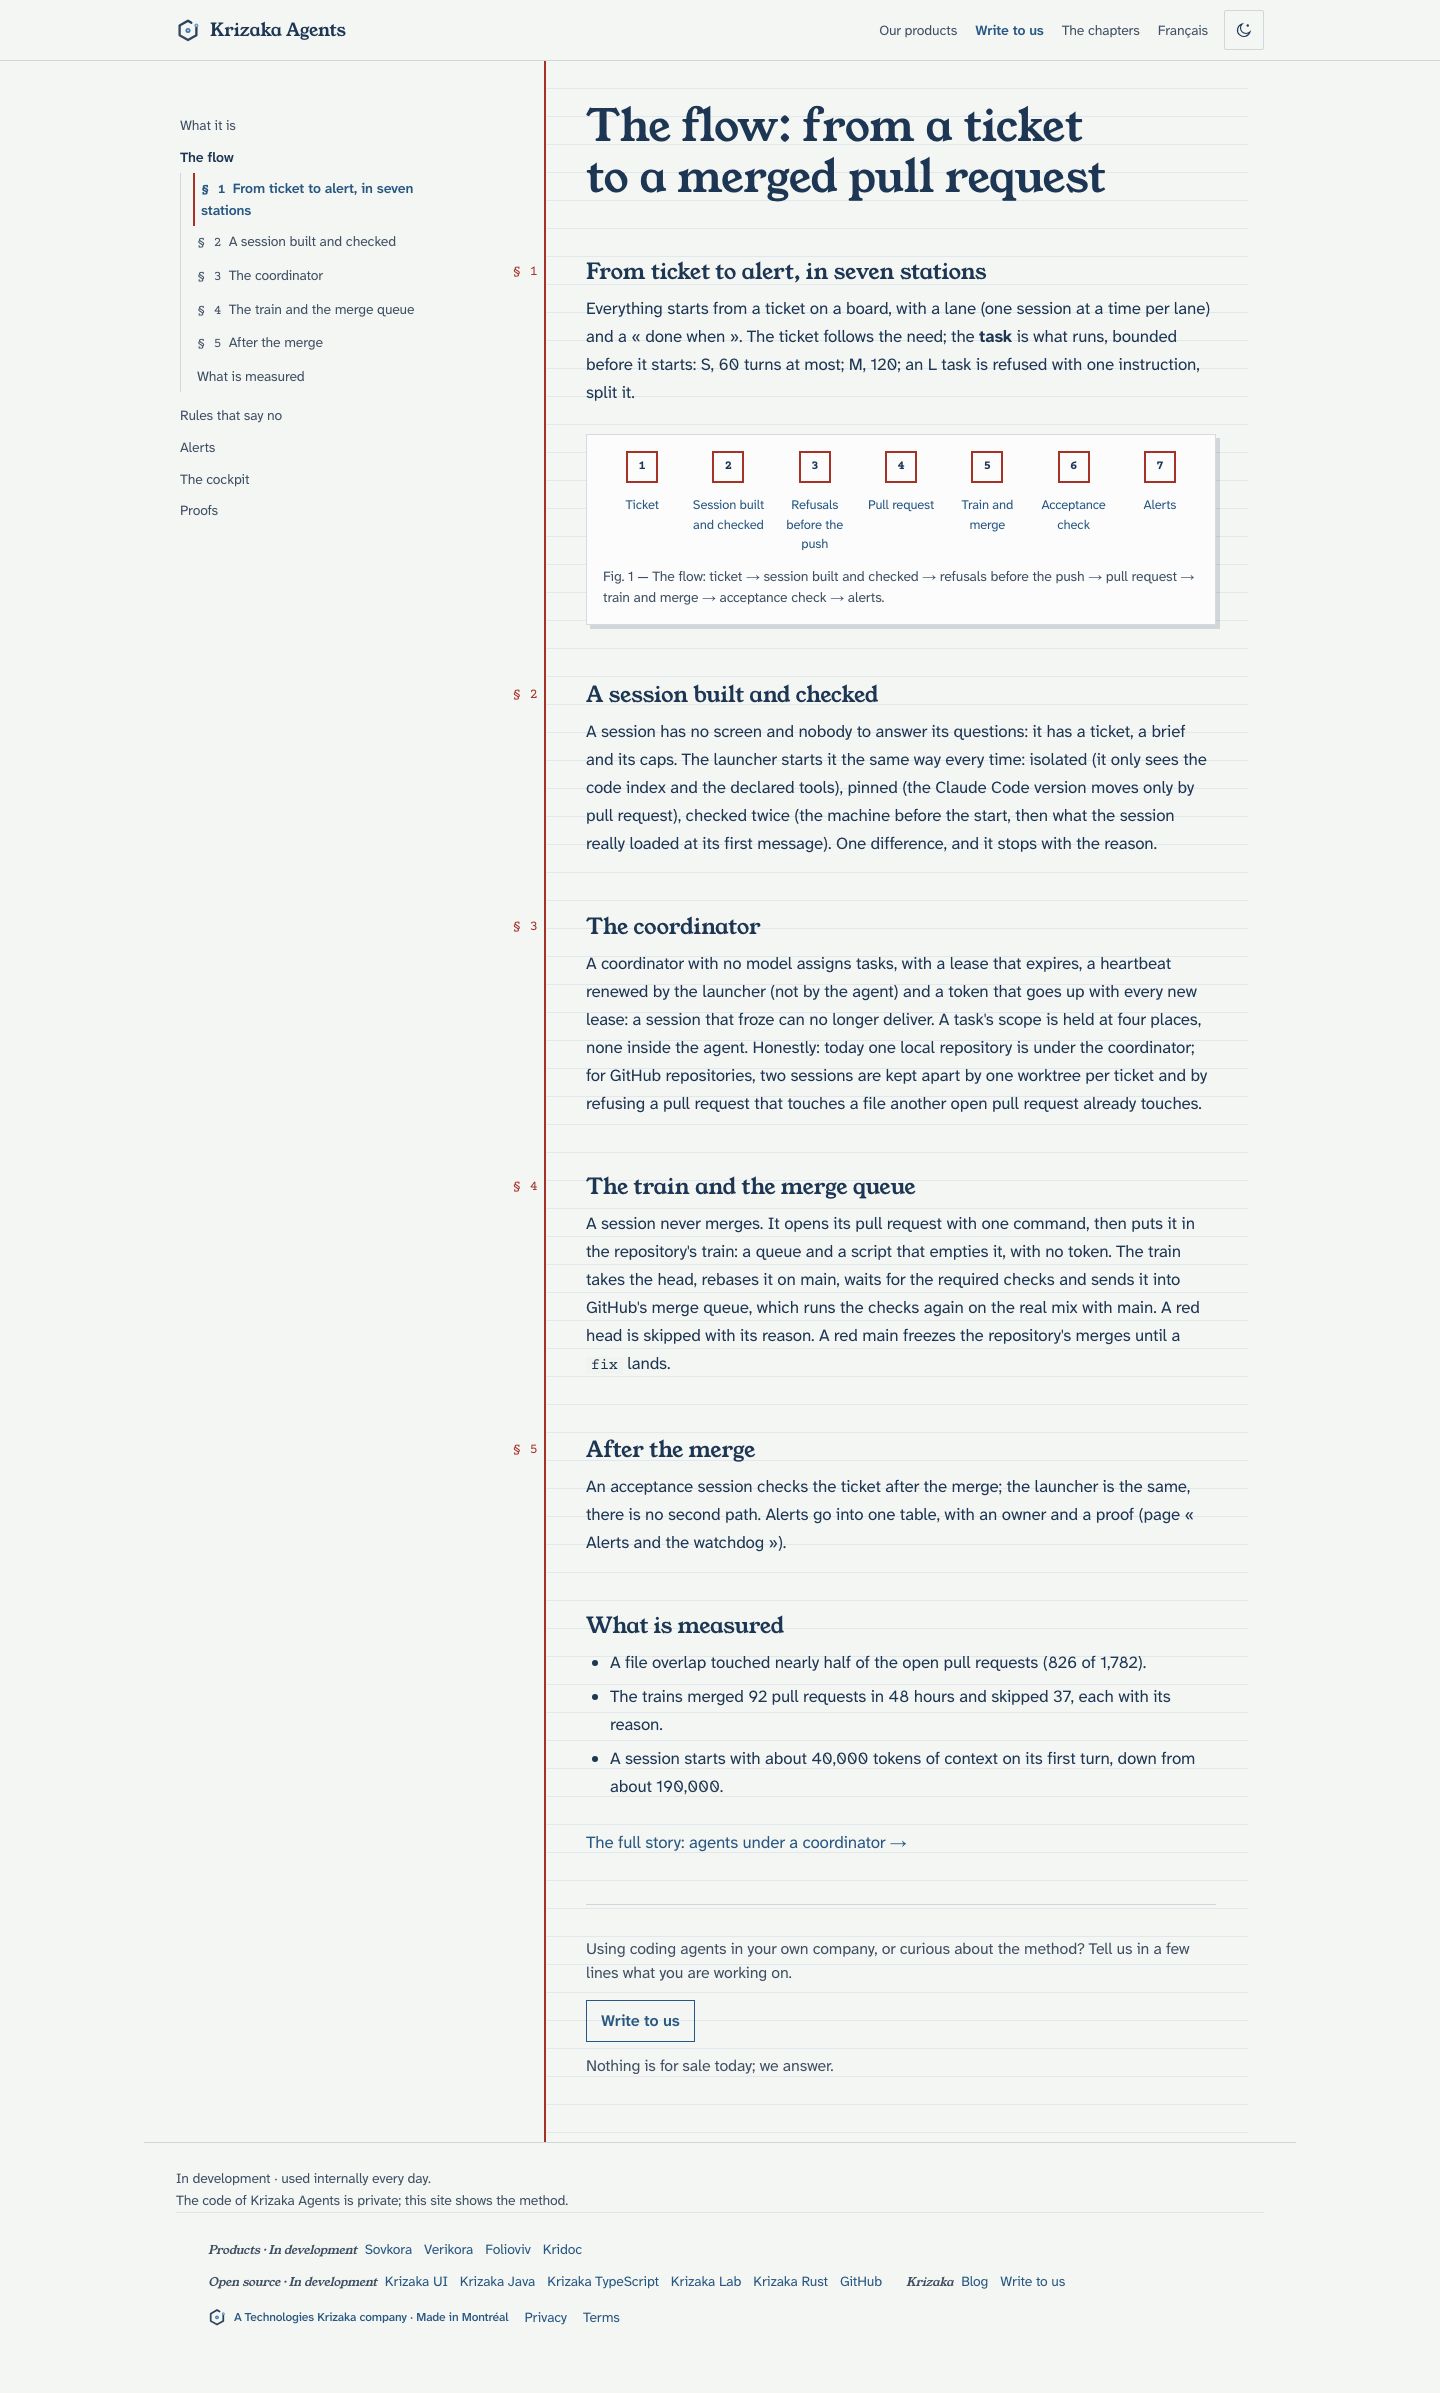 Krizaka Agents
Our products Write to us The chapters Français
What it is
The flow
§ 1 From ticket to alert, in seven
stations
§ 2 A session built and checked
§ 3 The coordinator
§ 4 The train and the merge queue
§ 5 After the merge
What is measured
Rules that say no
Alerts
The cockpit
Proofs
The flow: from a ticket
to a merged pull request
§ 1 From ticket to alert, in seven stations
Everything starts from a ticket on a board, with a lane (one session at a time per lane)
and a « done when ». The ticket follows the need; the task is what runs, bounded
before it starts: S, 60 turns at most; M, 120; an L task is refused with one instruction,
split it.
1 2 3 4 5 6 7
Ticket Session built Refusals Pull request Train and Acceptance Alerts
and checked before the merge check
push
Fig. 1 — The flow: ticket → session built and checked → refusals before the push → pull request →
train and merge → acceptance check → alerts.
§ 2 A session built and checked
A session has no screen and nobody to answer its questions: it has a ticket, a brief
and its caps. The launcher starts it the same way every time: isolated (it only sees the
code index and the declared tools), pinned (the Claude Code version moves only by
pull request), checked twice (the machine before the start, then what the session
really loaded at its first message). One difference, and it stops with the reason.
§ 3 The coordinator
A coordinator with no model assigns tasks, with a lease that expires, a heartbeat
renewed by the launcher (not by the agent) and a token that goes up with every new
lease: a session that froze can no longer deliver. A task's scope is held at four places,
none inside the agent. Honestly: today one local repository is under the coordinator;
for GitHub repositories, two sessions are kept apart by one worktree per ticket and by
refusing a pull request that touches a file another open pull request already touches.
§ 4 The train and the merge queue
A session never merges. It opens its pull request with one command, then puts it in
the repository's train: a queue and a script that empties it, with no token. The train
takes the head, rebases it on main, waits for the required checks and sends it into
GitHub's merge queue, which runs the checks again on the real mix with main. A red
head is skipped with its reason. A red main freezes the repository's merges until a
fix lands.
§ 5 After the merge
An acceptance session checks the ticket after the merge; the launcher is the same,
there is no second path. Alerts go into one table, with an owner and a proof (page «
Alerts and the watchdog »).
What is measured
• A file overlap touched nearly half of the open pull requests (826 of 1,782).
• The trains merged 92 pull requests in 48 hours and skipped 37, each with its
reason.
• A session starts with about 40,000 tokens of context on its first turn, down from
about 190,000.
The full story: agents under a coordinator →
Using coding agents in your own company, or curious about the method? Tell us in a few
lines what you are working on.
Write to us
Nothing is for sale today; we answer.
In development · used internally every day.
The code of Krizaka Agents is private; this site shows the method.
Products · In development Sovkora Verikora Folioviv Kridoc
Open source · In development Krizaka UI Krizaka Java Krizaka TypeScript Krizaka Lab Krizaka Rust GitHub Krizaka Blog Write to us
A Technologies Krizaka company · Made in Montréal Privacy Terms